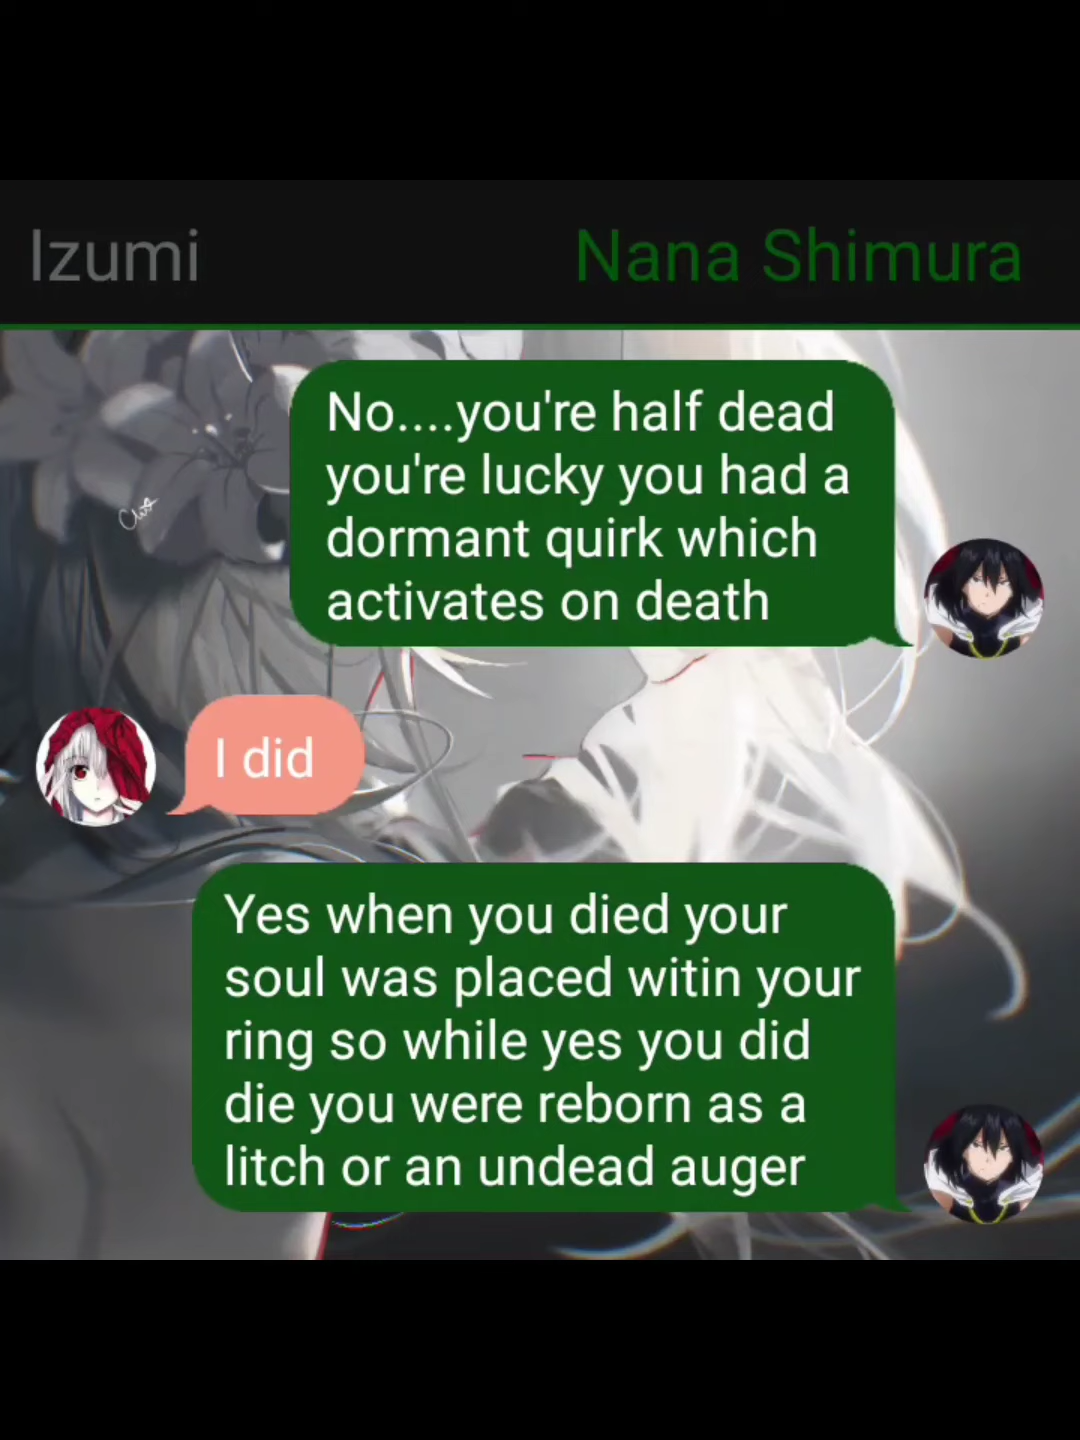 Izumi
Nana Shimura
No....you're half dead
you're lucky you had a
dormant quirk which
activates on death
I did
Yes when you died your
soul was placed witin your
ring so while yes you did
die you were reborn as a
litch or an undead auger